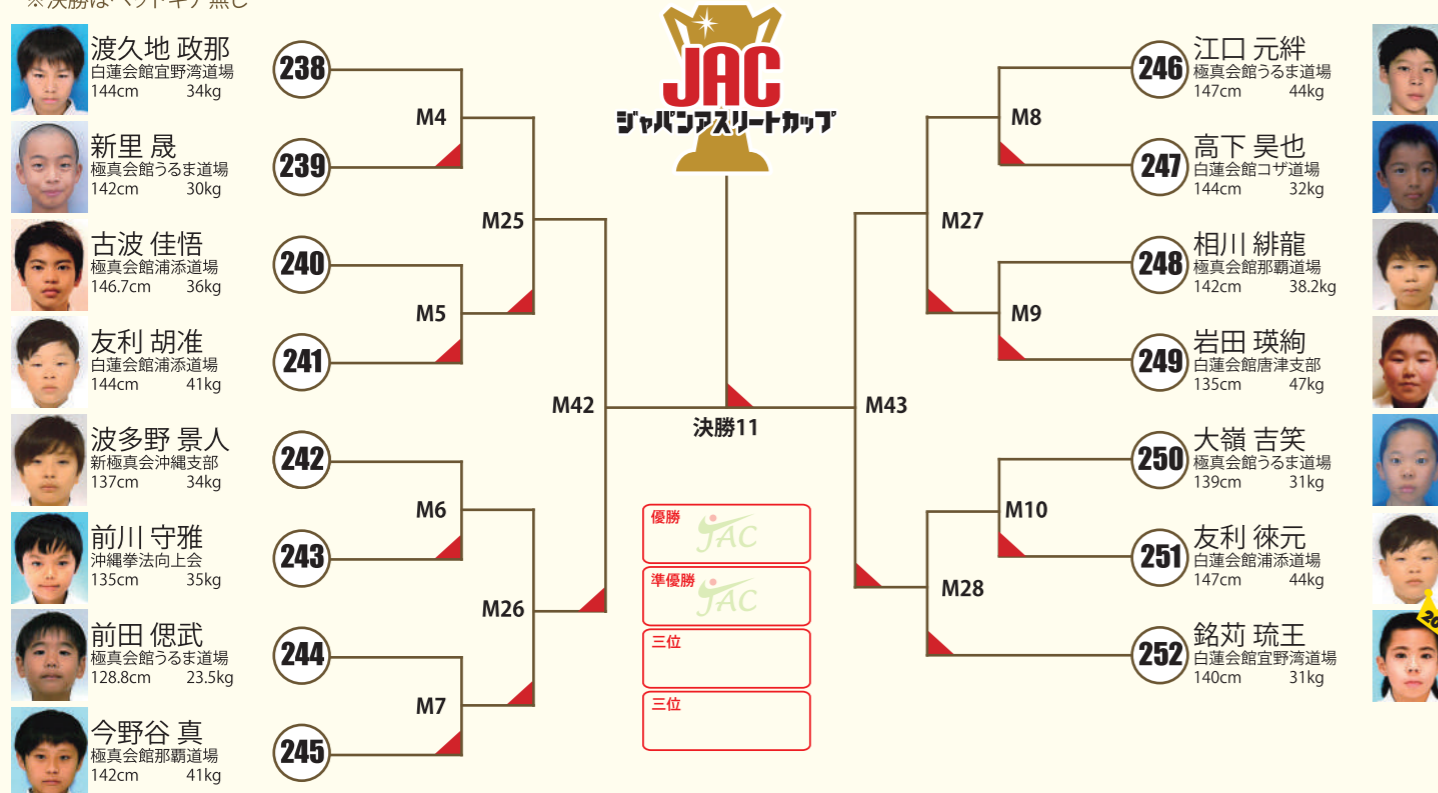 ※決勝はヘッドギア無し
渡久地 政那
白蓮会館宜野湾道場
144cm 34kg
238
新里 晟
極真会館うるま道場
142cm 30kg
239
古波 佳悟
極真会館浦添道場
146.7cm 36kg
240
友利 胡准
白蓮会館浦添道場
144cm 41kg
241
波多野 景人
新極真会沖縄支部
137cm 34kg
242
前川 守雅
沖縄拳法向上会
135cm 35kg
243
前田 偲武
極真会館うるま道場
128.8cm 23.5kg
244
今野谷 真
極真会館那覇道場
142cm 41kg
245
M4
M25
M5
M42
M6
M26
M7
JAC
ジャパンアスリートカップ
決勝11
優勝
JAC
準優勝
JAC
三位
三位
M8
M27
M9
M43
M10
M28
246
江口 元絆
極真会館うるま道場
147cm 44kg
247
高下 昊也
白蓮会館コザ道場
144cm 32kg
248
相川 緋龍
極真会館那覇道場
142cm 38.2kg
249
岩田 瑛絢
白蓮会館唐津支部
135cm 47kg
250
大嶺 吉笑
極真会館うるま道場
139cm 31kg
251
友利 徠元
白蓮会館浦添道場
147cm 44kg
252
銘苅 琉王
白蓮会館宜野湾道場
140cm 31kg